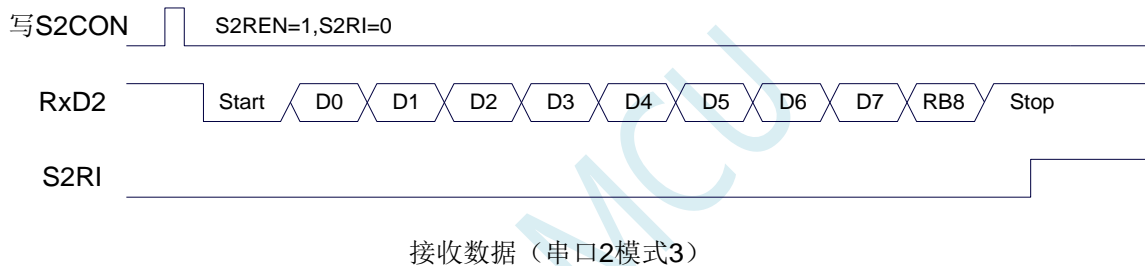 写S2CON S2REN=1,S2RI=0
RxD2 Start D0 D1 D2 D3 D4 D5 D6 D7 RB8 Stop
S2RI
MCU
接收数据（串口2模式3）